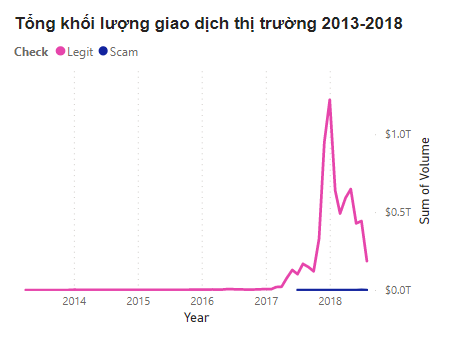 Tổng khối lượng giao dịch thị trường 2013-2018
Check Legit Scam
$1.0T
$0.5T
$0.0T
Sum of Volume
2014 2015 2016 2017 2018
Year